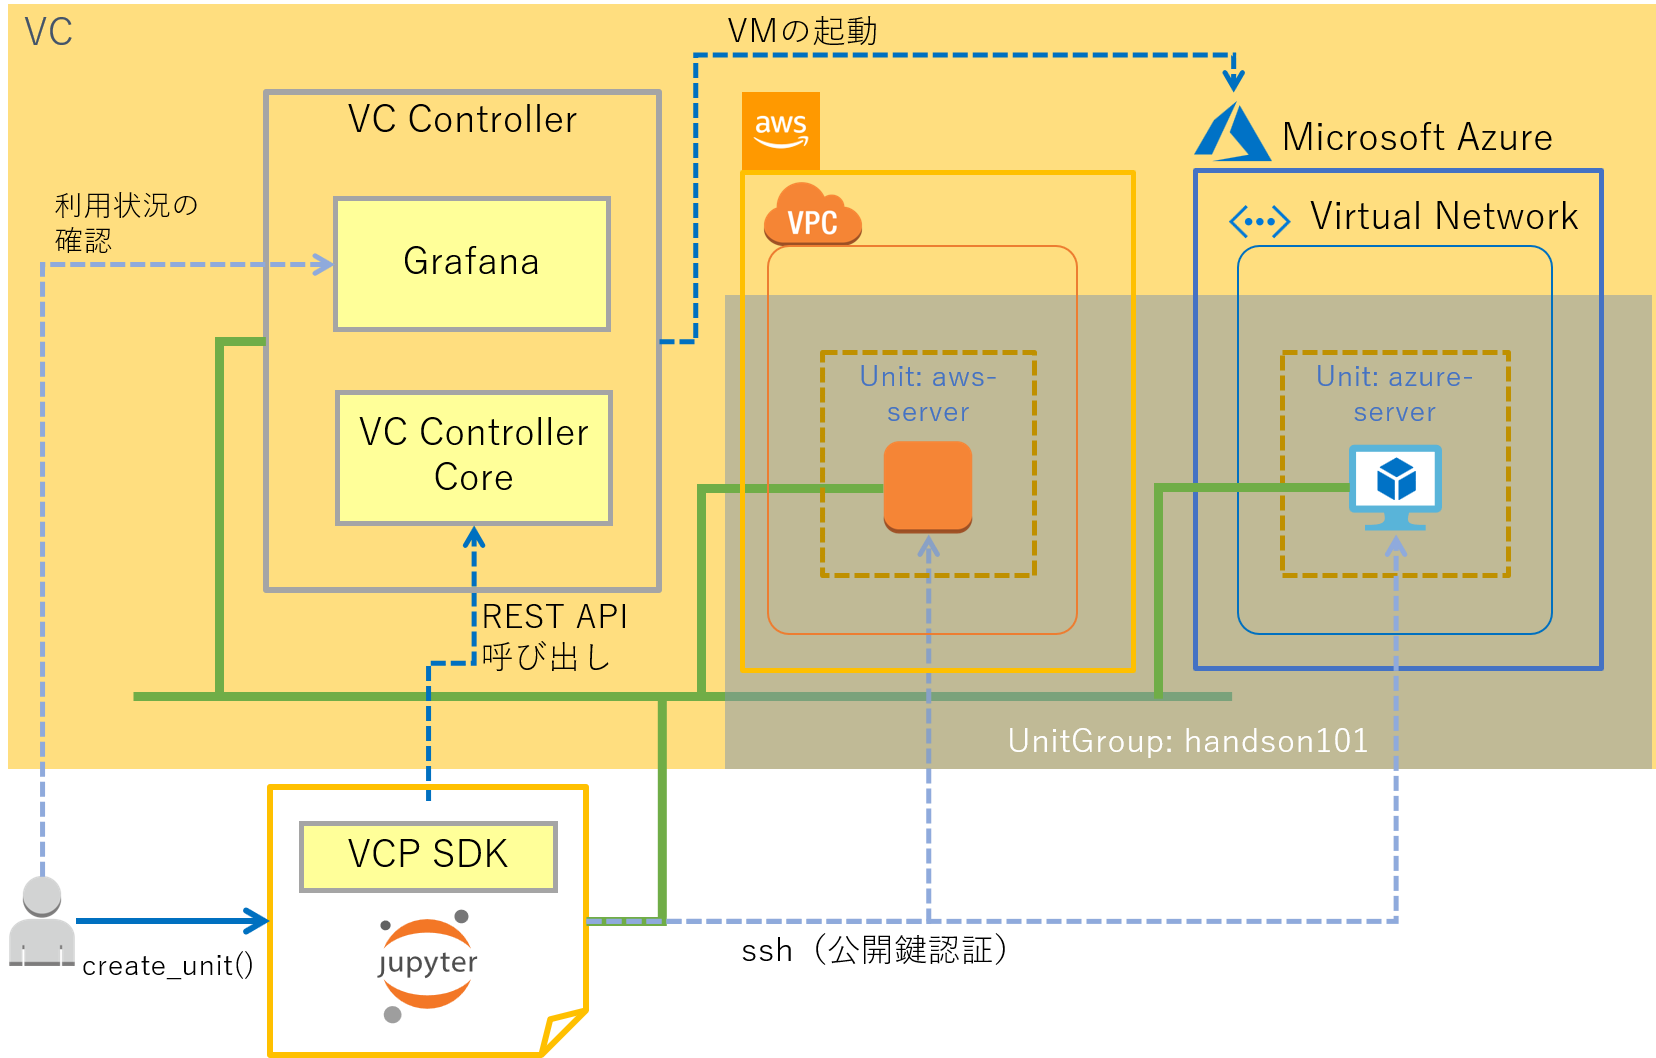 VC
VMの起動
VC Controller
aws
Microsoft Azure
利用状況の
確認
VPC
Virtual Network
Grafana
Unit: aws-
server
Unit: azure-
server
VC Controller
Core
REST API
呼び出し
UnitGroup: handson101
VCP SDK
create_unit()
jupyter
ssh（公開鍵認証）